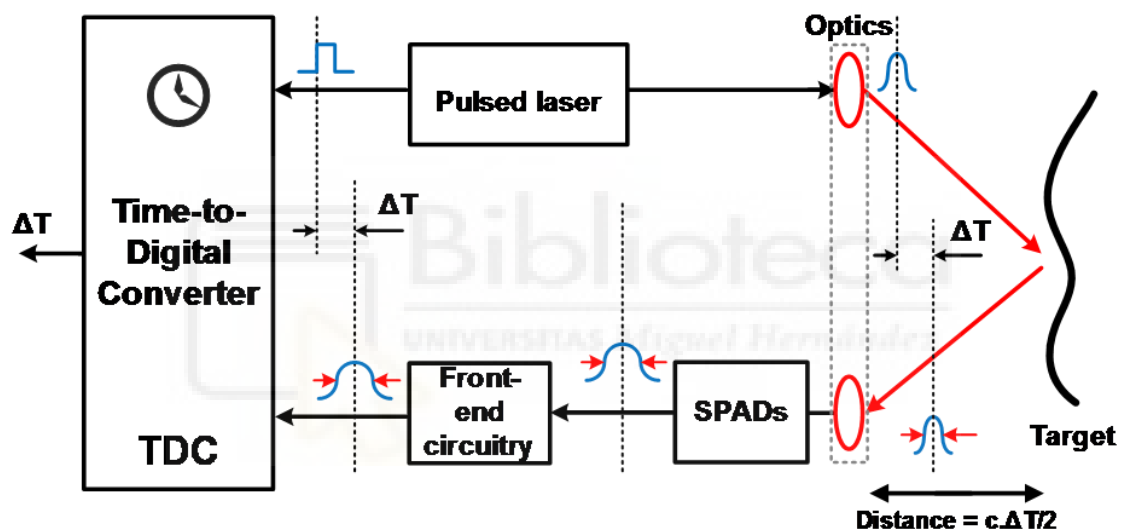 Optics
Pulsed laser
ΔT
Time-to-
Digital
Converter
ΔT
ΔT
Biblioteca
UNIVERSITAS Miguel Hernández
Front-
end
circuitry
SPADs
TDC
Target
Distance = c.ΔT/2